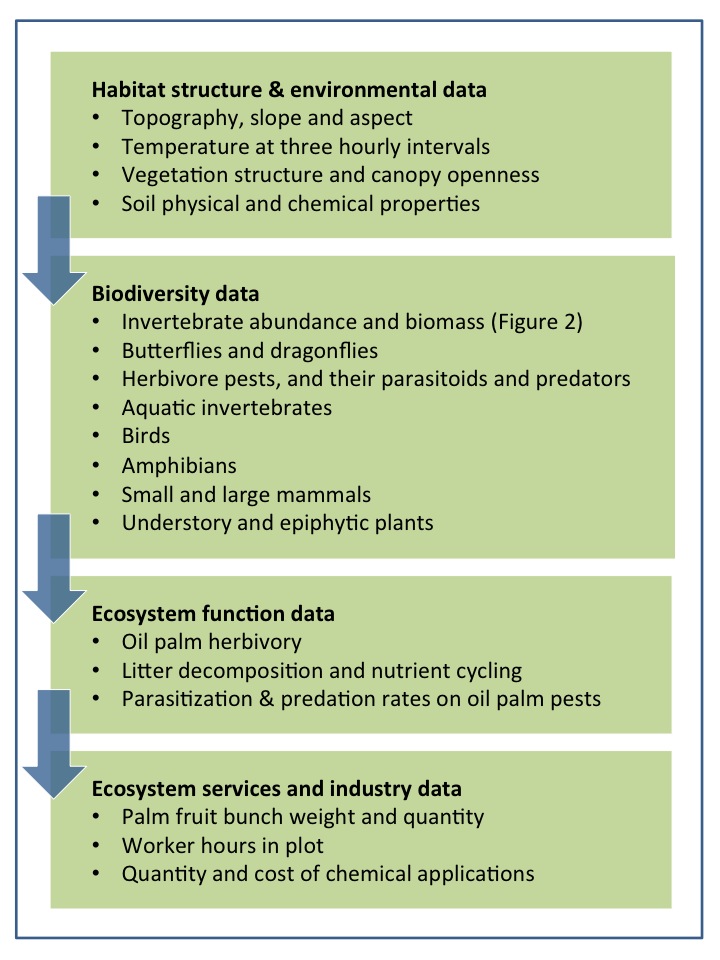 Habitat structure & environmental data
• Topography, slope and aspect
• Temperature at three hourly intervals
• Vegetation structure and canopy openness
• Soil physical and chemical properties
Biodiversity data
• Invertebrate abundance and biomass (Figure 2)
• Butterflies and dragonflies
• Herbivore pests, and their parasitoids and predators
• Aquatic invertebrates
• Birds
• Amphibians
• Small and large mammals
• Understory and epiphytic plants
Ecosystem function data
• Oil palm herbivory
• Litter decomposition and nutrient cycling
• Parasitization & predation rates on oil palm pests
Ecosystem services and industry data
• Palm fruit bunch weight and quantity
• Worker hours in plot
• Quantity and cost of chemical applications